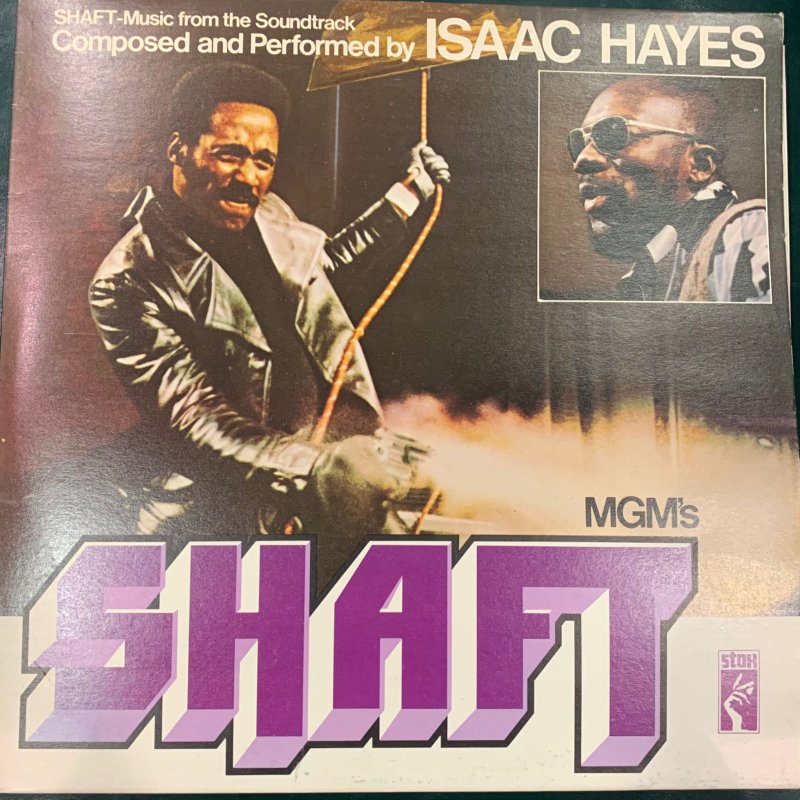 SHAFT-Music from the Soundtrack
Composed and Performed by ISAAC HAYES
MGM's
SHAFT
stax